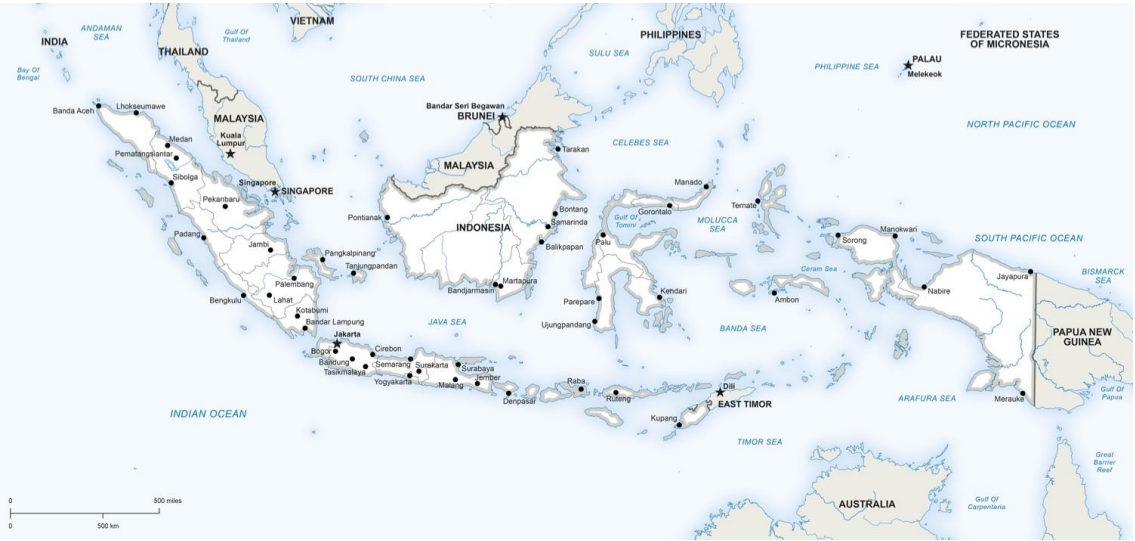 INDIA
ANDAMAN
SEA
Bay Of
Bengal
THAILAND
Gulf Of
Thailand
VIETNAM
SOUTH CHINA SEA
SULU SEA
PHILIPPINES
PHILIPPINE SEA
PALAU
Melekeok
FEDERATED STATES
OF MICRONESIA
NORTH PACIFIC OCEAN
Banda Aceh
Lhokseumawe
Medan
Pematangsiantar
Sibolga
Pekanbaru
Padang
Jambi
Palembang
Bengkulu
Lahat
Kotabumi
Bandar Lampung
Pangkalpinang
Tanjungpandan
MALAYSIA
Kuala
Lumpur
Singapore
SINGAPORE
Bandar Seri Begawan
BRUNEI
MALAYSIA
INDONESIA
Tarakan
Pontianak
Bontang
Samarinda
Balikpapan
Martapura
Bandjarmasin
CELEBES SEA
Manado
Gorontalo
Gulf Of
Tomini
Palu
Parepare
Ujungpandang
Kendari
MOLUCCA
SEA
Ternate
Ceram Sea
Ambon
BANDA SEA
Sorong
Manokwari
Nabire
Jayapura
Merauke
SOUTH PACIFIC OCEAN
BISMARCK
SEA
PAPUA NEW
GUINEA
Gulf Of
Papua
JAVA SEA
Jakarta
Bogor
Bandung
Tasikmalaya
Cirebon
Semarang
Yogyakarta
Surakarta
Surabaya
Malang
Jember
Denpasar
Raba
Ruteng
Kupang
Dili
EAST TIMOR
TIMOR SEA
ARAFURA SEA
INDIAN OCEAN
AUSTRALIA
Gulf Of
Carpentaria
Great
Barrier
Reef
0
500 miles
0
500 km